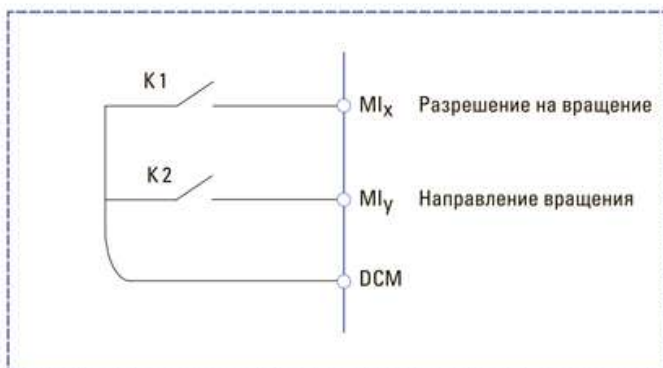 K1
MIx Разрешение на вращение
K2
MIy Направление вращения
DCM